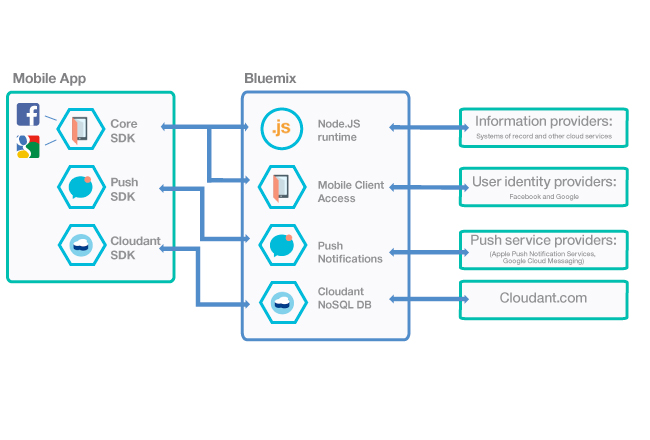 Mobile App
Core
SDK
Push
SDK
Cloudant
SDK
Bluemix
.js
Node.JS
runtime
Mobile Client
Access
Push
Notifications
Cloudant
NoSQL DB
Information providers:
Systems of record and other cloud services
User identity providers:
Facebook and Google
Push service providers:
(Apple Push Notification Services,
Google Cloud Messaging)
Cloudant.com